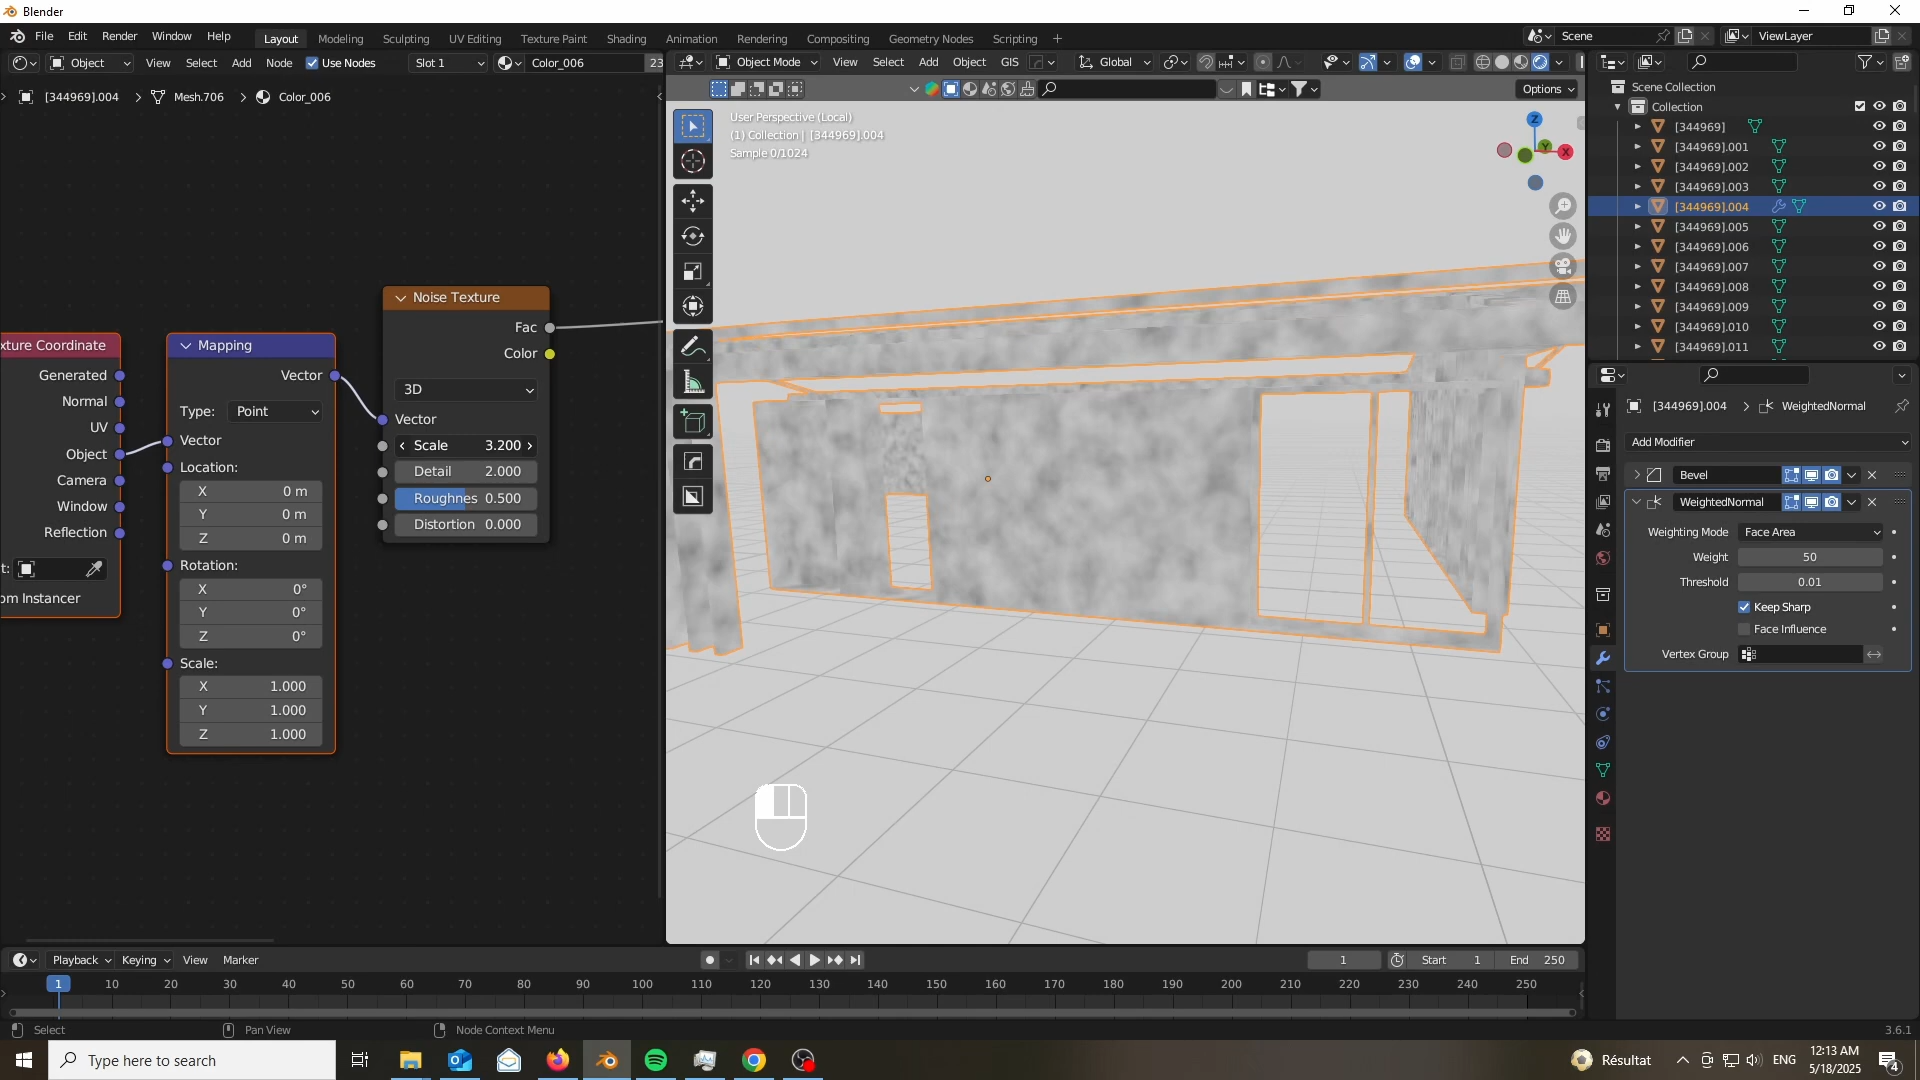 Blender
File Edit Render Window Help Layout Modeling Sculpting UV Editing Texture Paint Shading Animation Rendering Compositing Geometry Nodes Scripting + Scene ViewLayer
Object View Select Add Node Use Nodes Slot 1 Color_006 23
Object Mode View Select Add Object GIS Global
[344969].004 > Mesh.706 > Color_006
Options
User Perspective (Local)
(1) Collection | [344969].004
Sample 0/1024
Z
Y
X
Scene Collection
Collection
[344969]
[344969].001
[344969].002
[344969].003
[344969].004
[344969].005
[344969].006
[344969].007
[344969].008
[344969].009
[344969].010
[344969].011
xture Coordinate
Generated
Normal
UV
Object
Camera
Window
Reflection
t:
om Instancer
Mapping
Vector
Type: Point
Vector
Location:
X 0 m
Y 0 m
Z 0 m
Rotation:
X 0°
Y 0°
Z 0°
Scale:
X 1.000
Y 1.000
Z 1.000
Noise Texture
Fac
Color
3D
Vector
Scale 3.200
Detail 2.000
Roughnes 0.500
Distortion 0.000
[344969].004 > WeightedNormal
Add Modifier
Bevel
WeightedNormal
Weighting Mode Face Area
Weight 50
Threshold 0.01
Keep Sharp
Face Influence
Vertex Group
Playback Keying View Marker
1 Start 1 End 250
1 10 20 30 40 50 60 70 80 90 100 110 120 130 140 150 160 170 180 190 200 210 220 230 240 250
Select Pan View Node Context Menu 3.6.1
Type here to search
Résultat
ENG
12:13 AM
5/18/2025
4